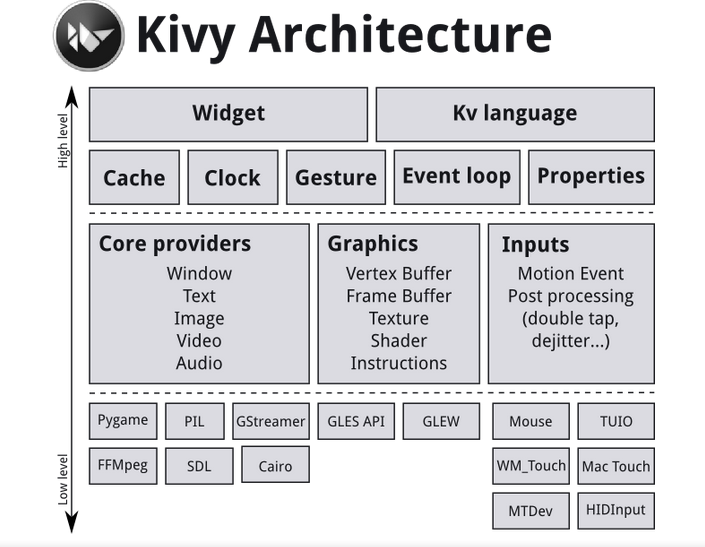 Kivy Architecture
High level
Widget
Kv language
Cache
Clock
Gesture
Event loop
Properties
Core providers
Window
Text
Image
Video
Audio
Graphics
Vertex Buffer
Frame Buffer
Texture
Shader
Instructions
Inputs
Motion Event
Post processing
(double tap,
dejitter...)
Low level
Pygame
PIL
GStreamer
GLES API
GLEW
Mouse
TUIO
FFMpeg
SDL
Cairo
WM_Touch
Mac Touch
MTDev
HIDInput